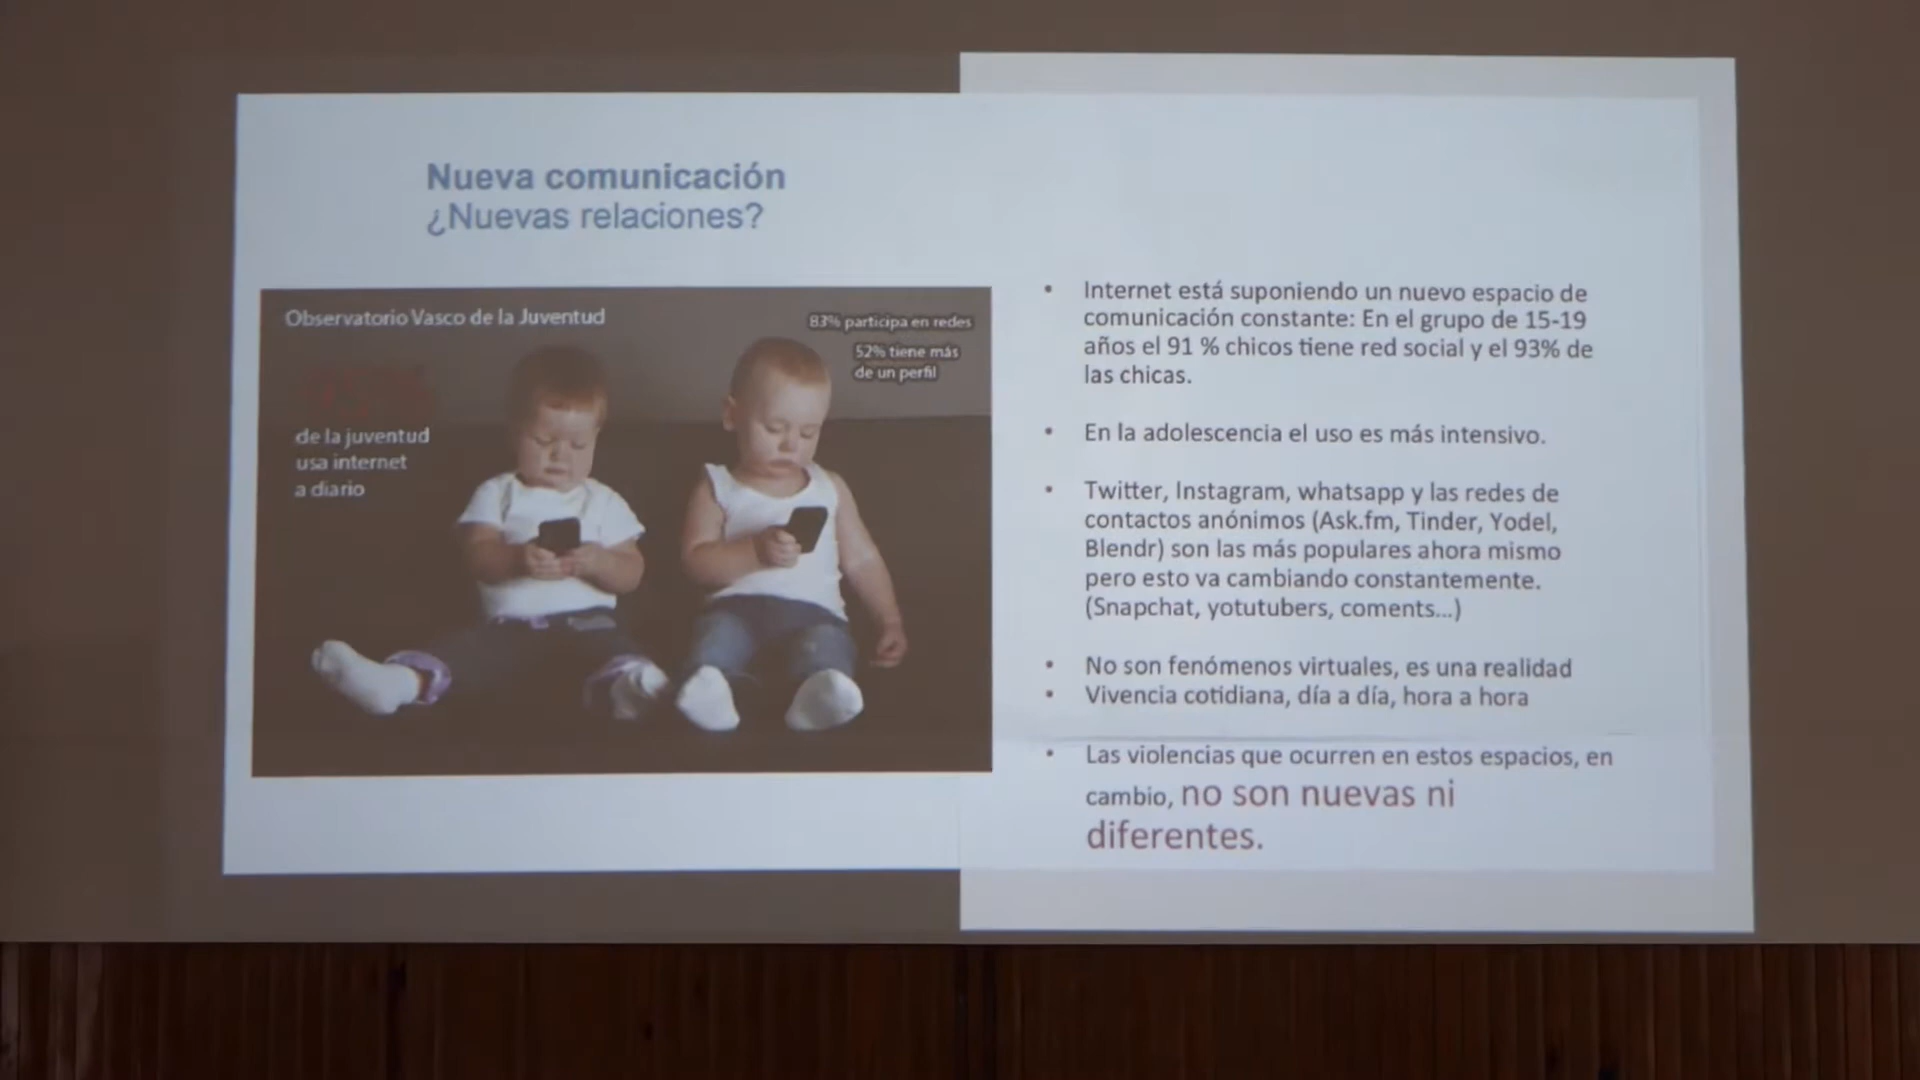 Nueva comunicación
¿Nuevas relaciones?
Observatorio Vasco de la Juventud
83% participa en redes
52% tiene más
de un perfil
de la juventud
usa internet
a diario
• Internet está suponiendo un nuevo espacio de
comunicación constante: En el grupo de 15-19
años el 91 % chicos tiene red social y el 93% de
las chicas.
• En la adolescencia el uso es más intensivo.
• Twitter, Instagram, whatsapp y las redes de
contactos anónimos (Ask.fm, Tinder, Yodel,
Blendr) son las más populares ahora mismo
pero esto va cambiando constantemente.
(Snapchat, yotutubers, coments...)
• No son fenómenos virtuales, es una realidad
• Vivencia cotidiana, día a día, hora a hora
• Las violencias que ocurren en estos espacios, en
cambio, no son nuevas ni
diferentes.